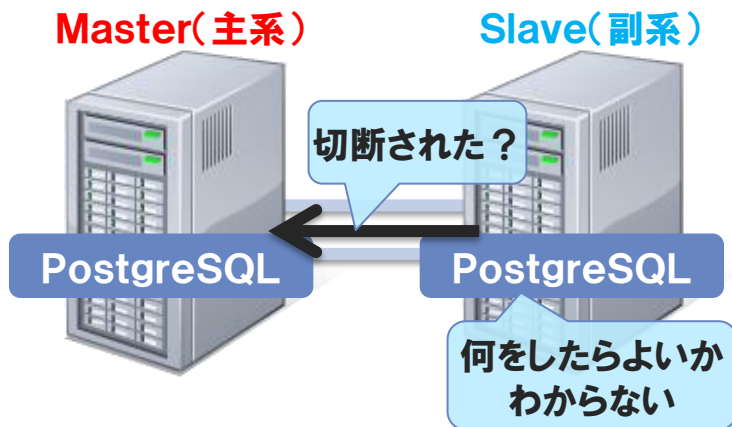 Master(主系)
Slave(副系)
切断された?
PostgreSQL
PostgreSQL
何をしたらよいか
わからない